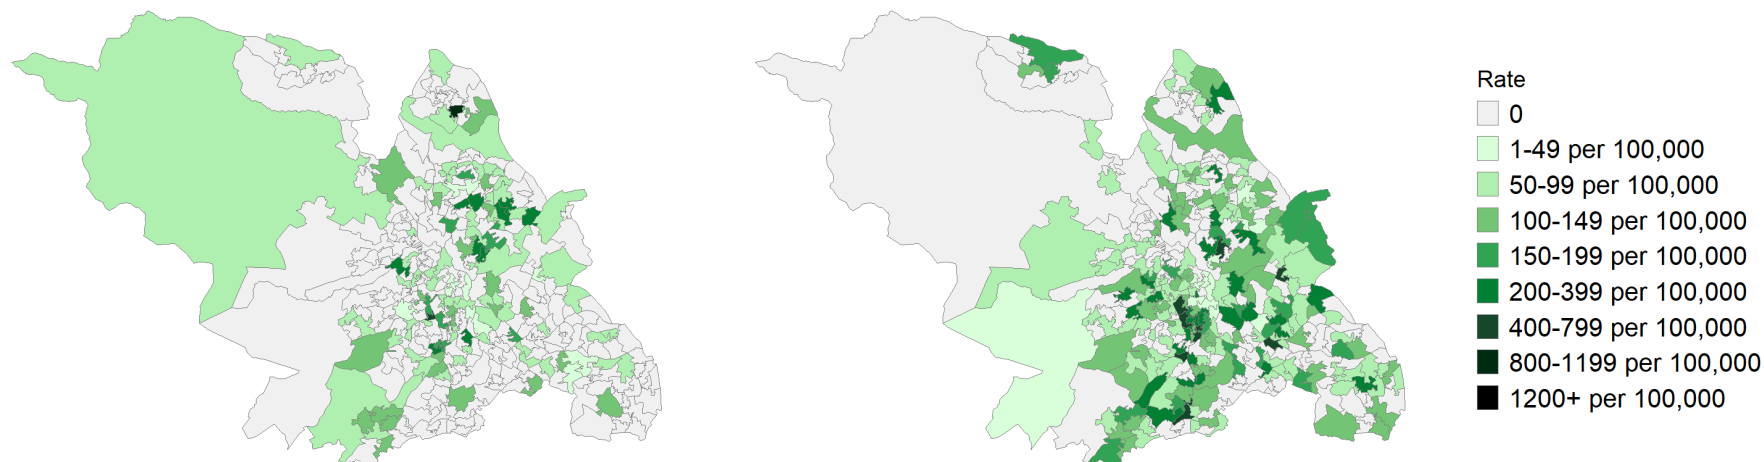 Rate
0
1-49 per 100,000
50-99 per 100,000
100-149 per 100,000
150-199 per 100,000
200-399 per 100,000
400-799 per 100,000
800-1199 per 100,000
1200+ per 100,000